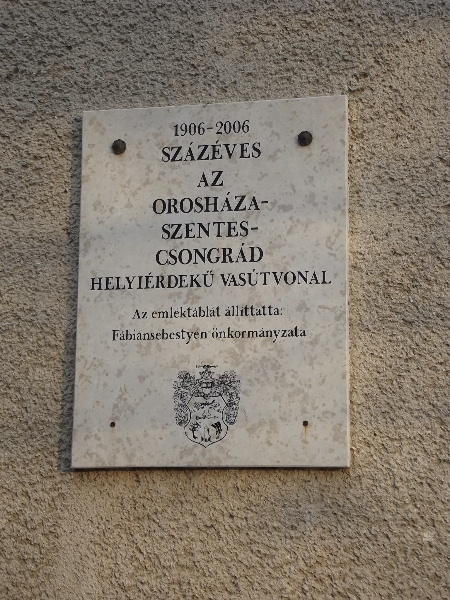 1906-2006
SZÁZÉVES
AZ
OROSHÁZA-
SZENTES-
CSONGRÁD
HELYIÉRDEKŰ VASÚTVONAL
Az emléktáblát állíttatta:
Fábiánsebestyén önkormányzata